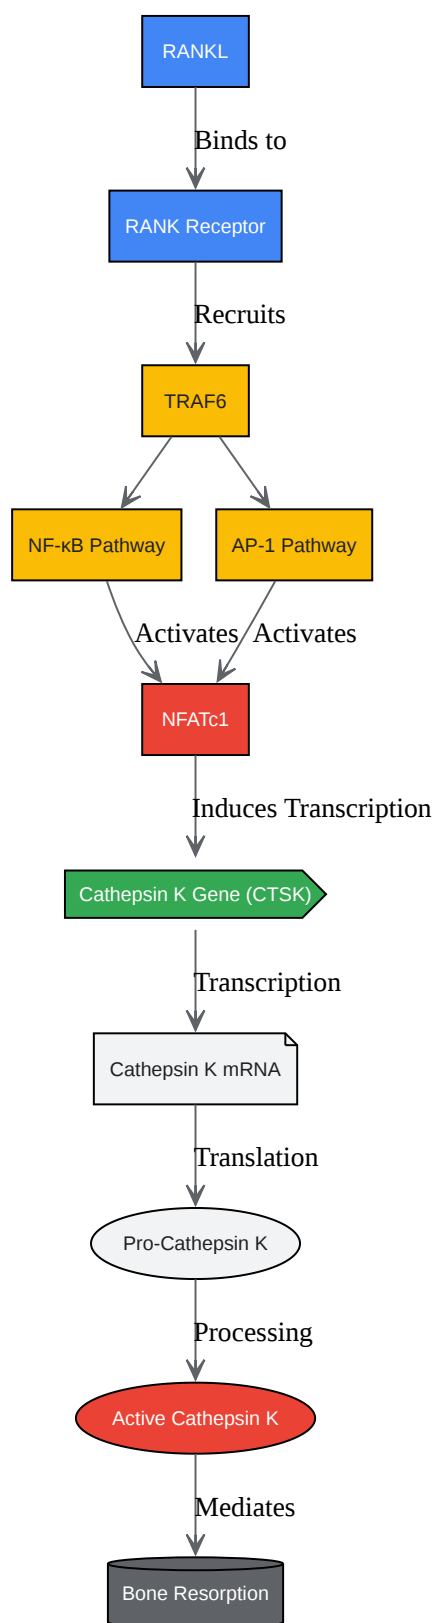 RANKL
Binds to
RANK Receptor
Recruits
TRAF6
NF-κB Pathway
AP-1 Pathway
Activates
Activates
NFATc1
Induces Transcription
Cathepsin K Gene (CTSK)
Transcription
Cathepsin K mRNA
Translation
Pro-Cathepsin K
Processing
Active Cathepsin K
Mediates
Bone Resorption